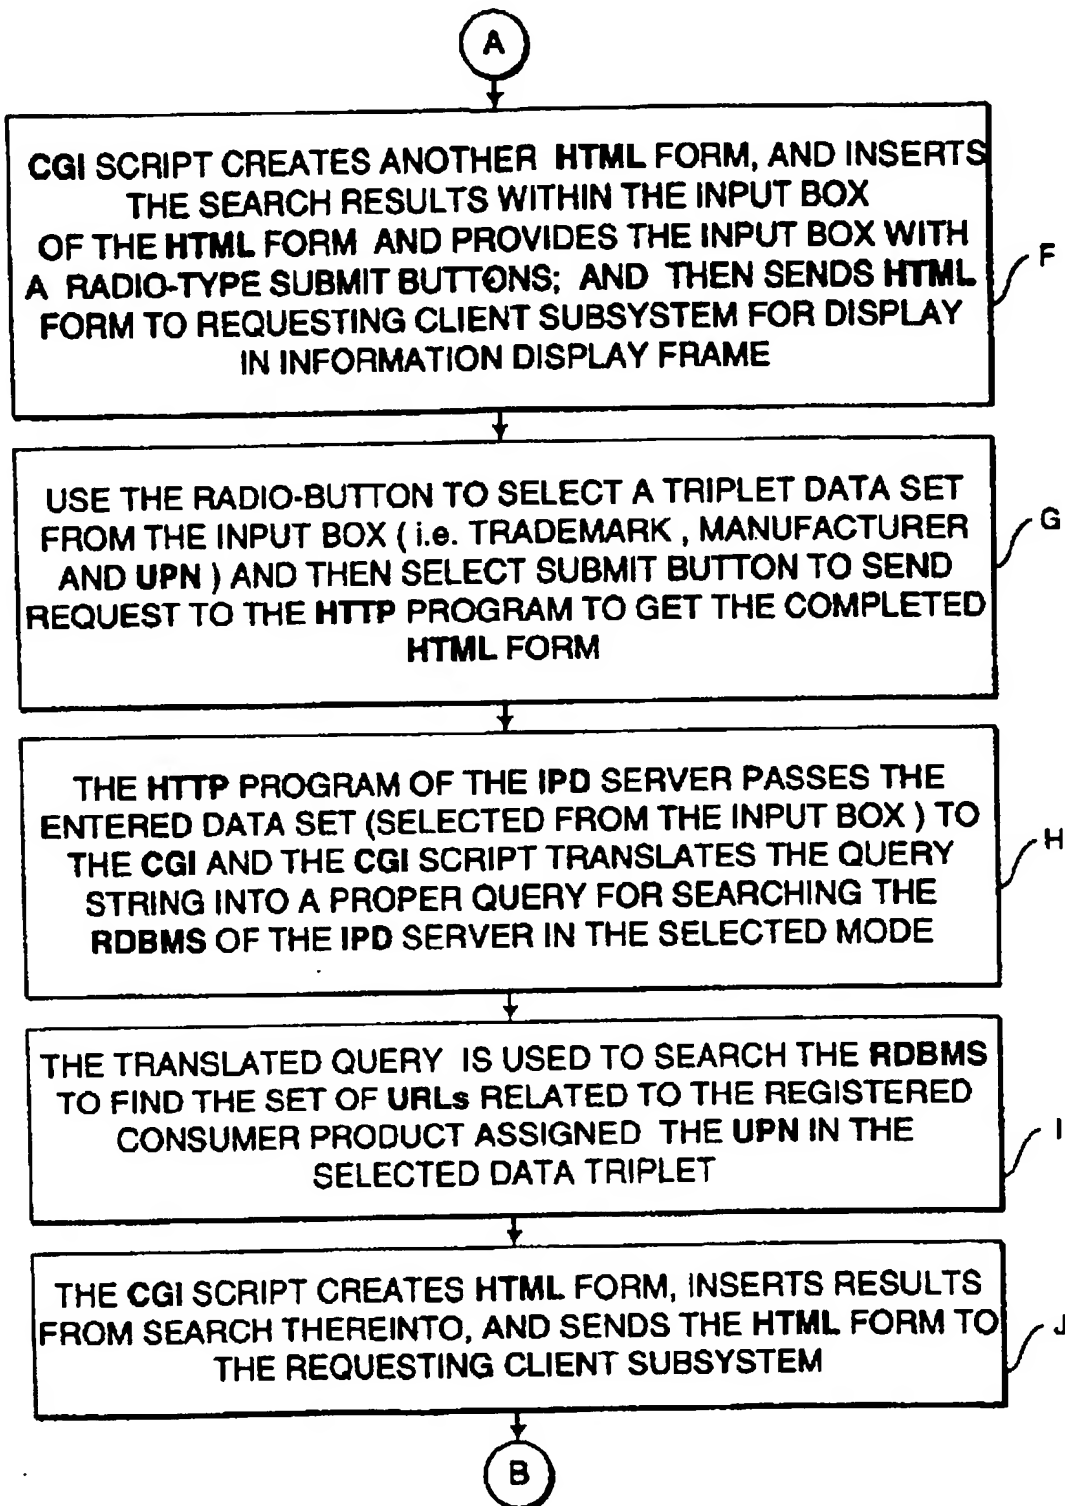 A
CGI SCRIPT CREATES ANOTHER HTML FORM, AND INSERTS
THE SEARCH RESULTS WITHIN THE INPUT BOX
OF THE HTML FORM AND PROVIDES THE INPUT BOX WITH
A RADIO-TYPE SUBMIT BUTTONS; AND THEN SENDS HTML
FORM TO REQUESTING CLIENT SUBSYSTEM FOR DISPLAY
IN INFORMATION DISPLAY FRAME
F
USE THE RADIO-BUTTON TO SELECT A TRIPLET DATA SET
FROM THE INPUT BOX ( i.e. TRADEMARK , MANUFACTURER
AND UPN ) AND THEN SELECT SUBMIT BUTTON TO SEND
REQUEST TO THE HTTP PROGRAM TO GET THE COMPLETED
HTML FORM
G
THE HTTP PROGRAM OF THE IPD SERVER PASSES THE
ENTERED DATA SET (SELECTED FROM THE INPUT BOX ) TO
THE CGI AND THE CGI SCRIPT TRANSLATES THE QUERY
STRING INTO A PROPER QUERY FOR SEARCHING THE
RDBMS OF THE IPD SERVER IN THE SELECTED MODE
H
THE TRANSLATED QUERY IS USED TO SEARCH THE RDBMS
TO FIND THE SET OF URLs RELATED TO THE REGISTERED
CONSUMER PRODUCT ASSIGNED THE UPN IN THE
SELECTED DATA TRIPLET
I
THE CGI SCRIPT CREATES HTML FORM, INSERTS RESULTS
FROM SEARCH THEREINTO, AND SENDS THE HTML FORM TO
THE REQUESTING CLIENT SUBSYSTEM
J
B